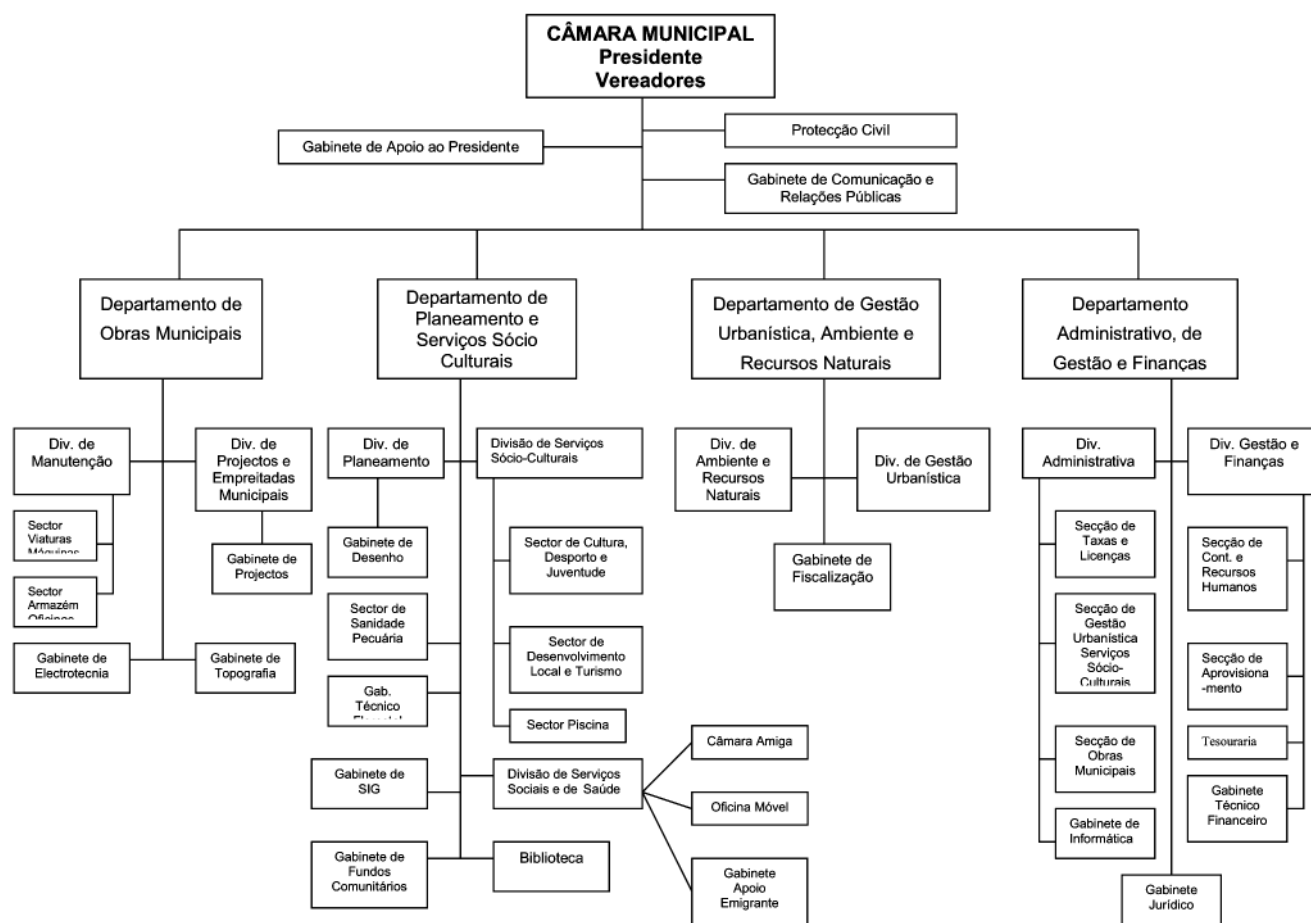 CÂMARA MUNICIPAL
Presidente
Vereadores
Protecção Civil
Gabinete de Apoio ao Presidente
Gabinete de Comunicação e
Relações Públicas
Departamento de
Obras Municipais
Departamento de
Planeamento e
Serviços Sócio
Culturais
Departamento de Gestão
Urbanística, Ambiente e
Recursos Naturais
Departamento
Administrativo, de
Gestão e Finanças
Div. de
Manutenção
Div. de
Projectos e
Empreitadas
Municipais
Sector
Viaturas
Máquinas
Sector
Armazém
Oficinas
Gabinete de
Projectos
Gabinete de
Electrotecnia
Gabinete de
Topografia
Div. de
Planeamento
Divisão de Serviços
Sócio-Culturais
Gabinete de
Desenho
Sector de Cultura,
Desporto e
Juventude
Sector de
Sanidade
Pecuária
Sector de
Desenvolvimento
Local e Turismo
Gab.
Técnico
Sector Piscina
Gabinete de
SIG
Divisão de Serviços
Sociais e de Saúde
Câmara Amiga
Oficina Móvel
Gabinete
Apoio
Emigrante
Gabinete de
Fundos
Comunitários
Biblioteca
Div. de
Ambiente e
Recursos
Naturais
Div. de Gestão
Urbanística
Gabinete de
Fiscalização
Div.
Administrativa
Div. Gestão e
Finanças
Secção de
Taxas e
Licenças
Secção de
Cont. e
Recursos
Humanos
Secção de
Gestão
Urbanística
Serviços
Sócio-
Culturais
Secção de
Aprovisiona
-mento
Secção de
Obras
Municipais
Tesouraria
Gabinete
Técnico
Financeiro
Gabinete de
Informática
Gabinete
Jurídico